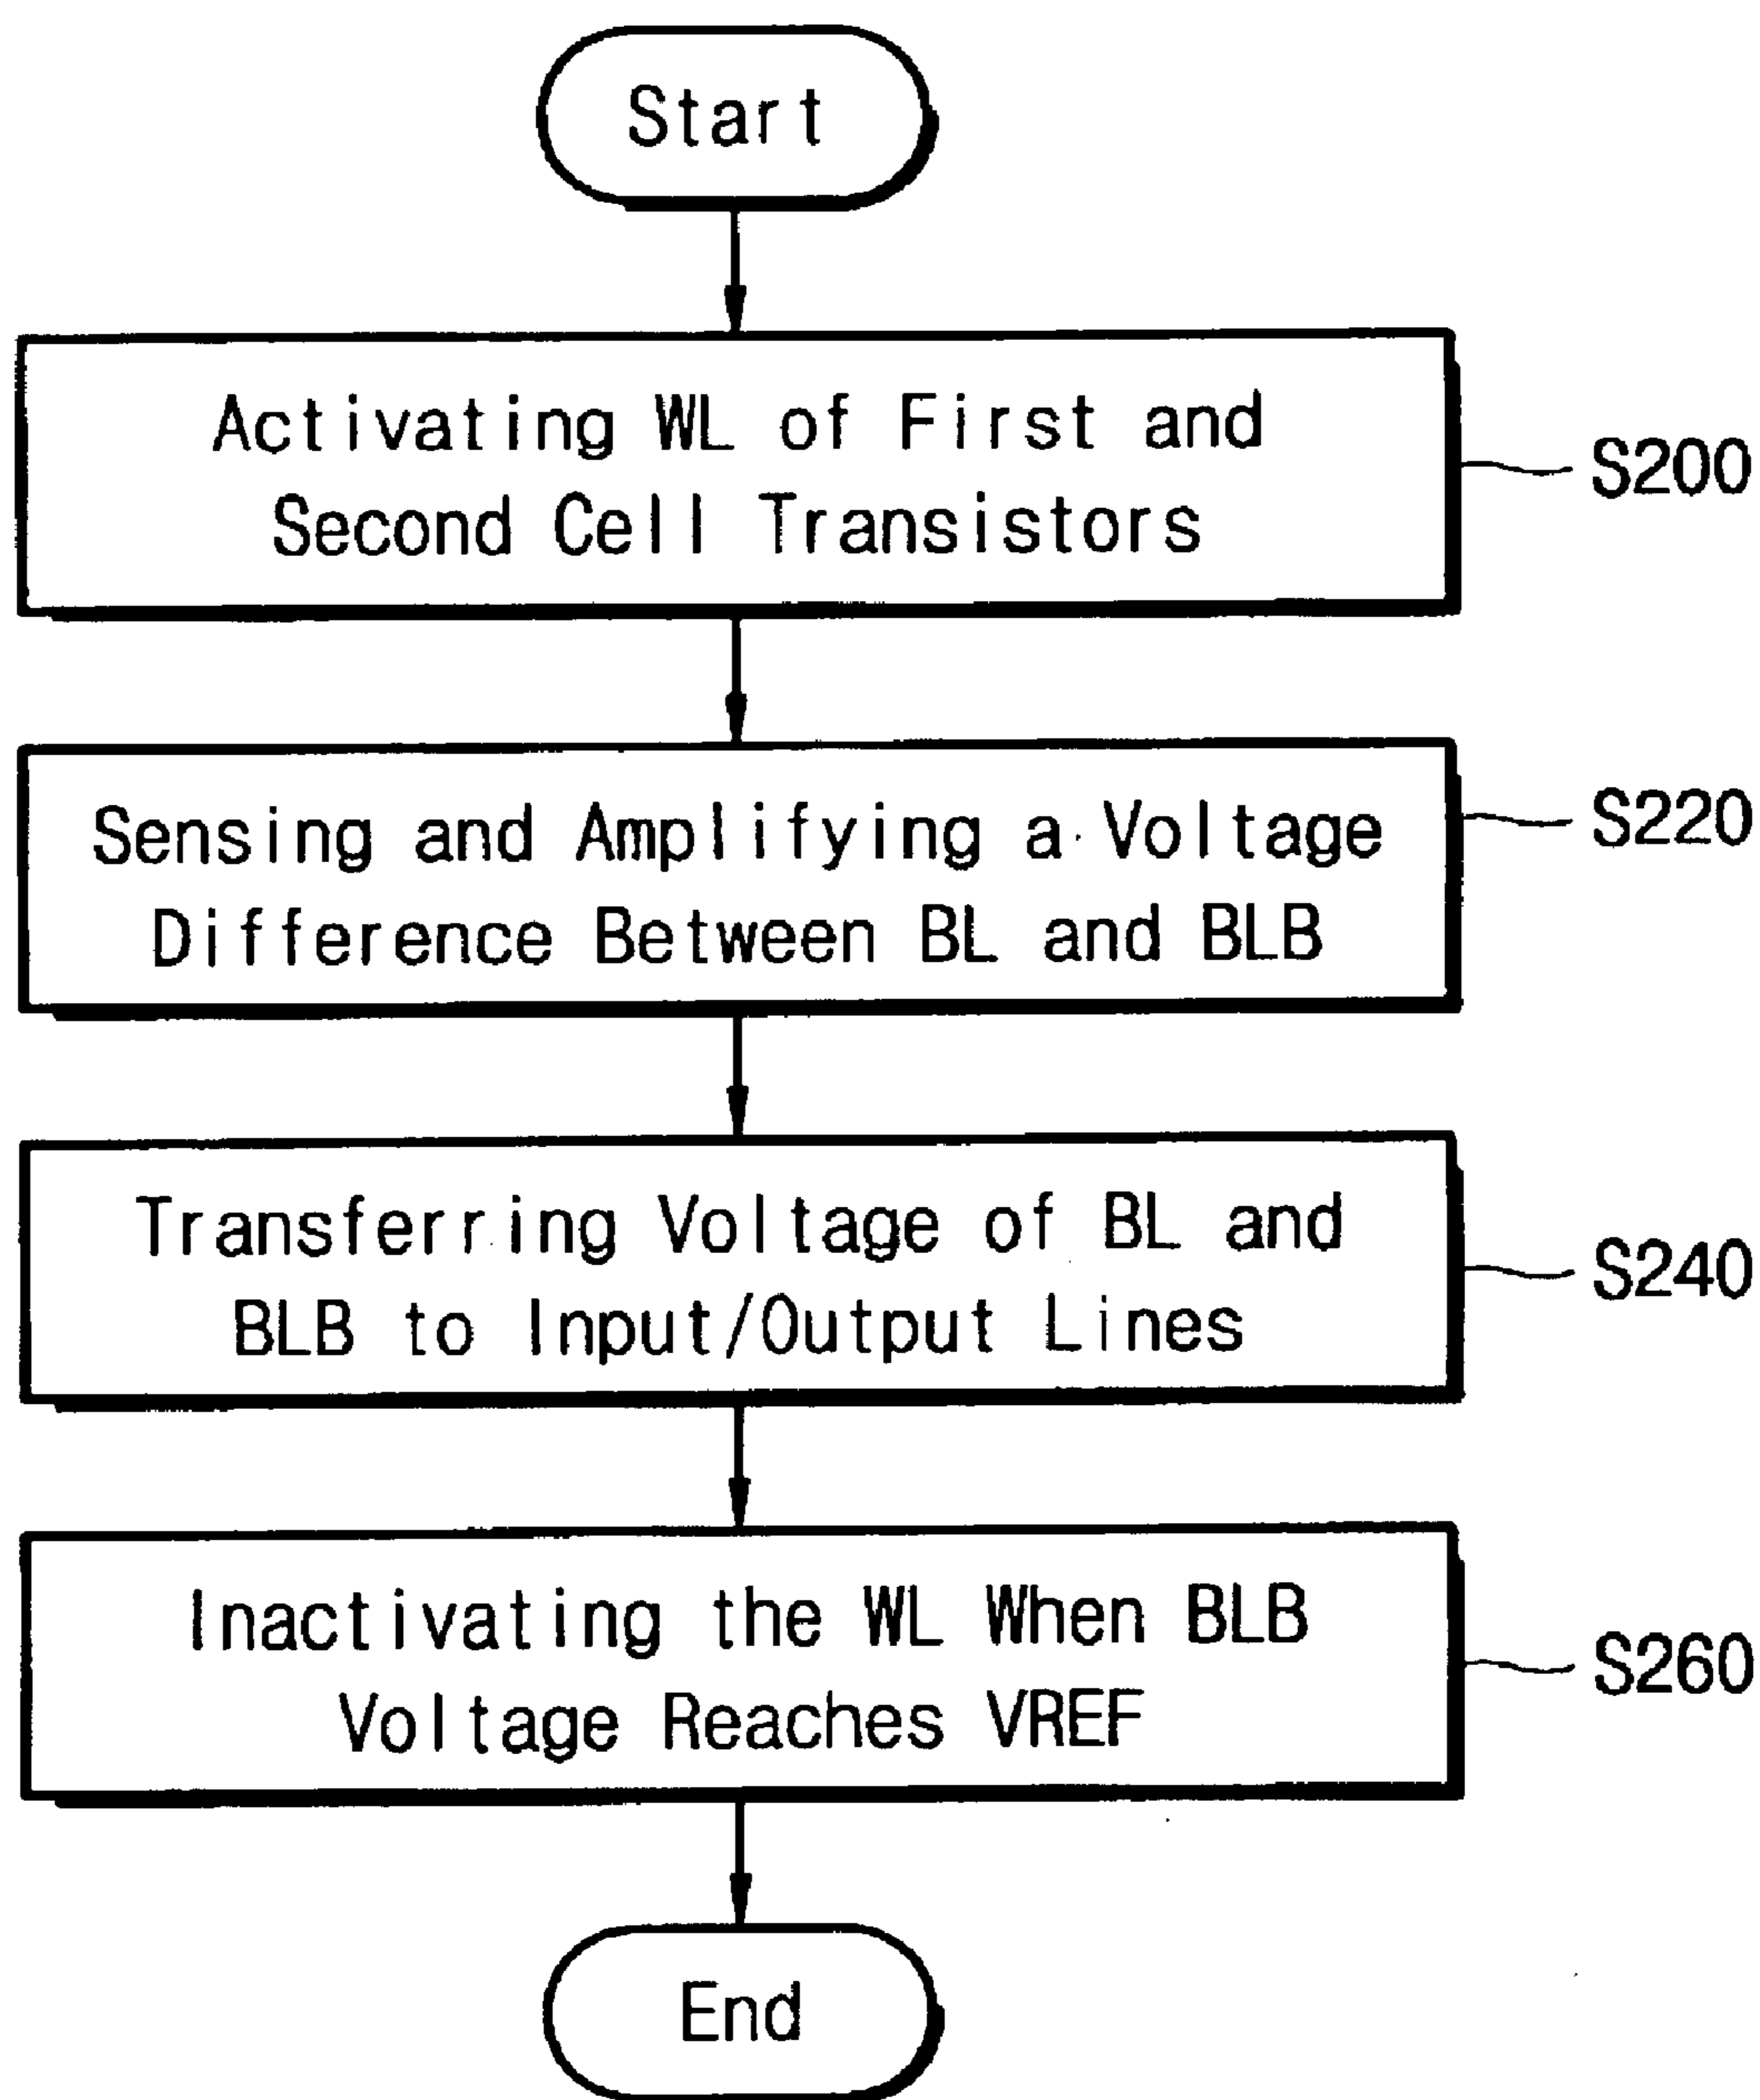 Start
Activating WL of First and
Second Cell Transistors
S200
Sensing and Amplifying a Voltage
Difference Between BL and BLB
S220
Transferring Voltage of BL and
BLB to Input/Output Lines
S240
Inactivating the WL When BLB
Voltage Reaches VREF
S260
End